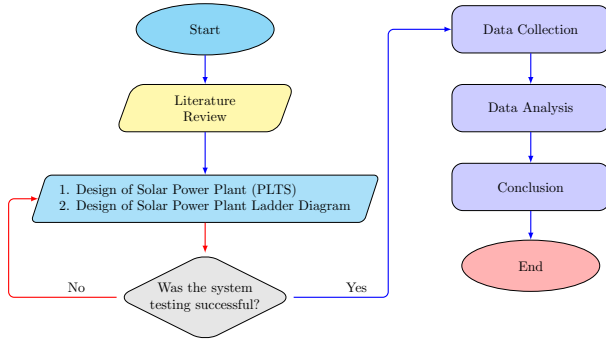 Start
Literature
Review
1. Design of Solar Power Plant (PLTS)
2. Design of Solar Power Plant Ladder Diagram
Was the system
testing successful?
No
Yes
Data Collection
Data Analysis
Conclusion
End